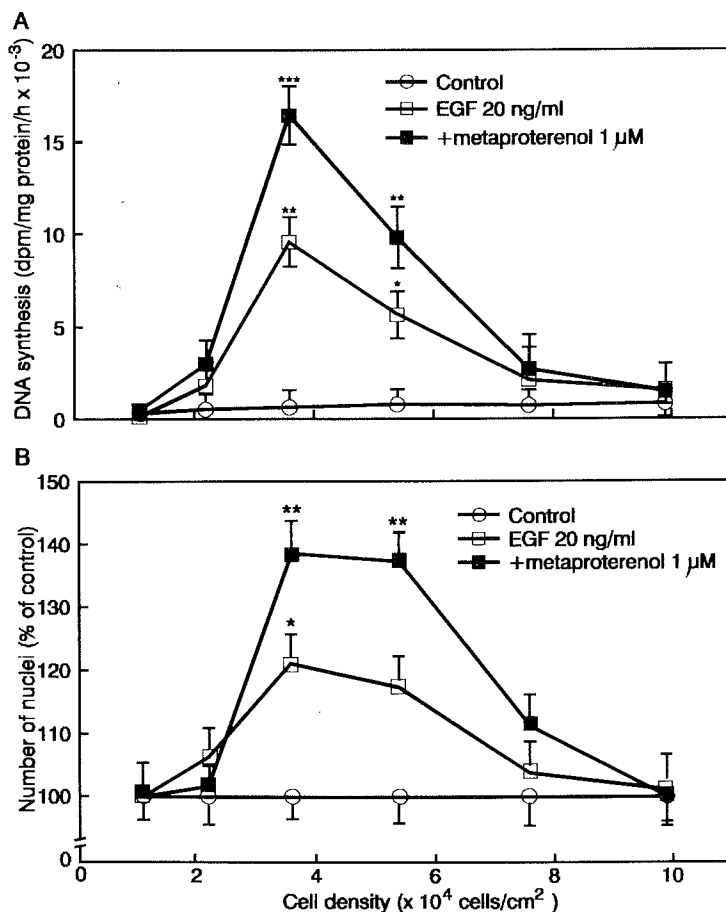 A
DNA synthesis (dpm/mg protein/h x 10⁻³)
20
15
10
5
0
Control
EGF 20 ng/ml
+metaproterenol 1 µM
***
**
**
*
B
Number of nuclei (% of control)
150
140
130
120
110
100
0
Control
EGF 20 ng/ml
+metaproterenol 1 µM
**
**
*
0 2 4 6 8 10
Cell density (x 10⁴ cells/cm²)